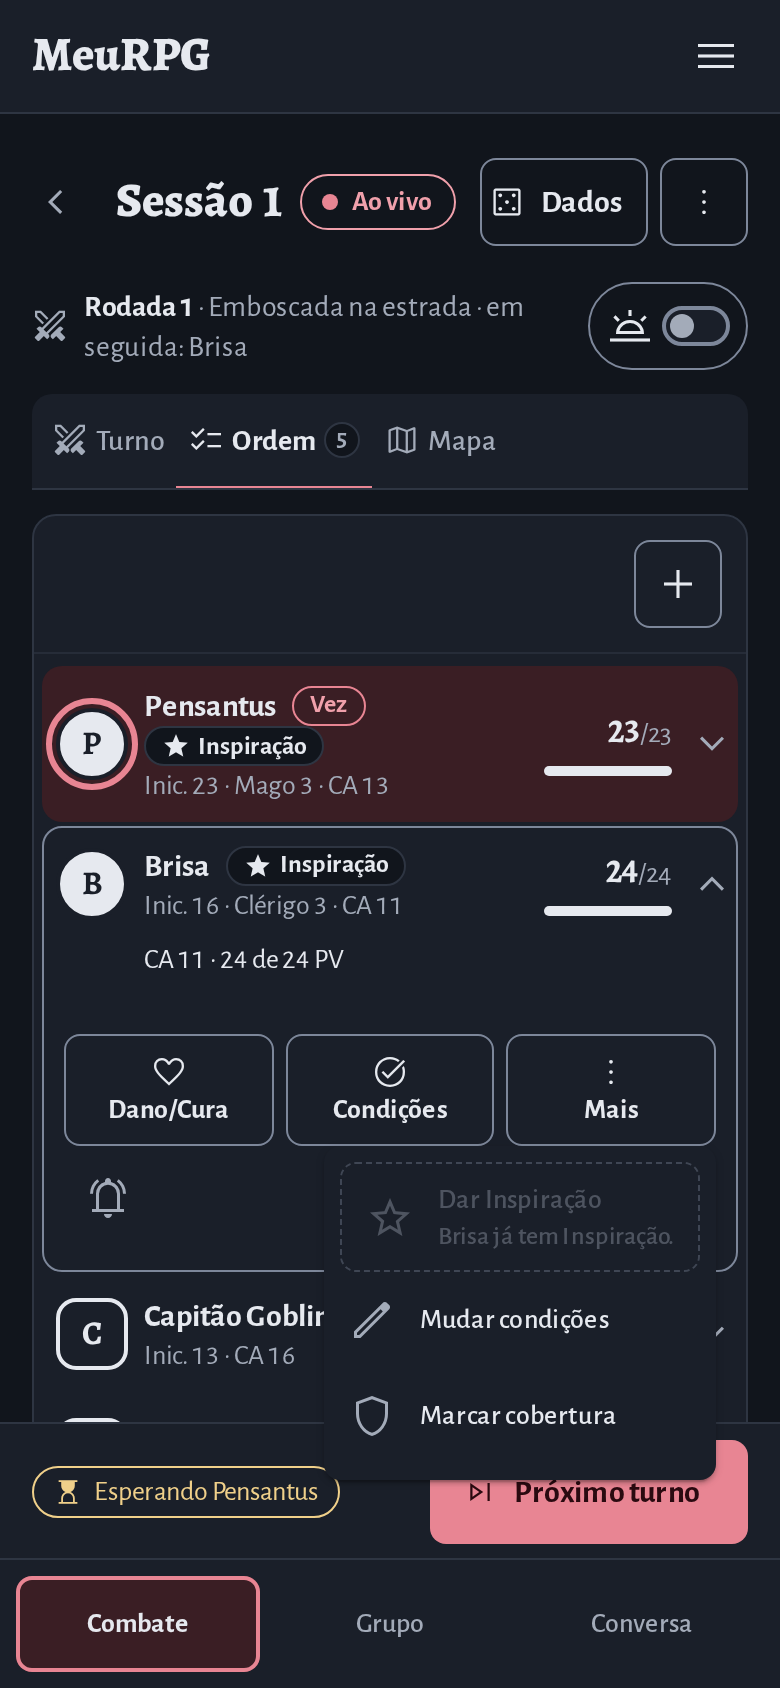 MeuRPG
Sessão 1
Ao vivo
Dados
Rodada 1 · Emboscada na estrada · em
seguida: Brisa
Turno
Ordem 5
Mapa
P
Pensantus
Vez
Inspiração
Inic. 23 · Mago 3 · CA 13
23/23
B
Brisa
Inspiração
Inic. 16 · Clérigo 3 · CA 11
24/24
CA 11 · 24 de 24 PV
Dano/Cura
Condições
Mais
Dar Inspiração
Brisa já tem Inspiração.
Mudar condições
Marcar cobertura
C
Capitão Goblin
Inic. 13 · CA 16
Esperando Pensantus
Próximo turno
Combate
Grupo
Conversa